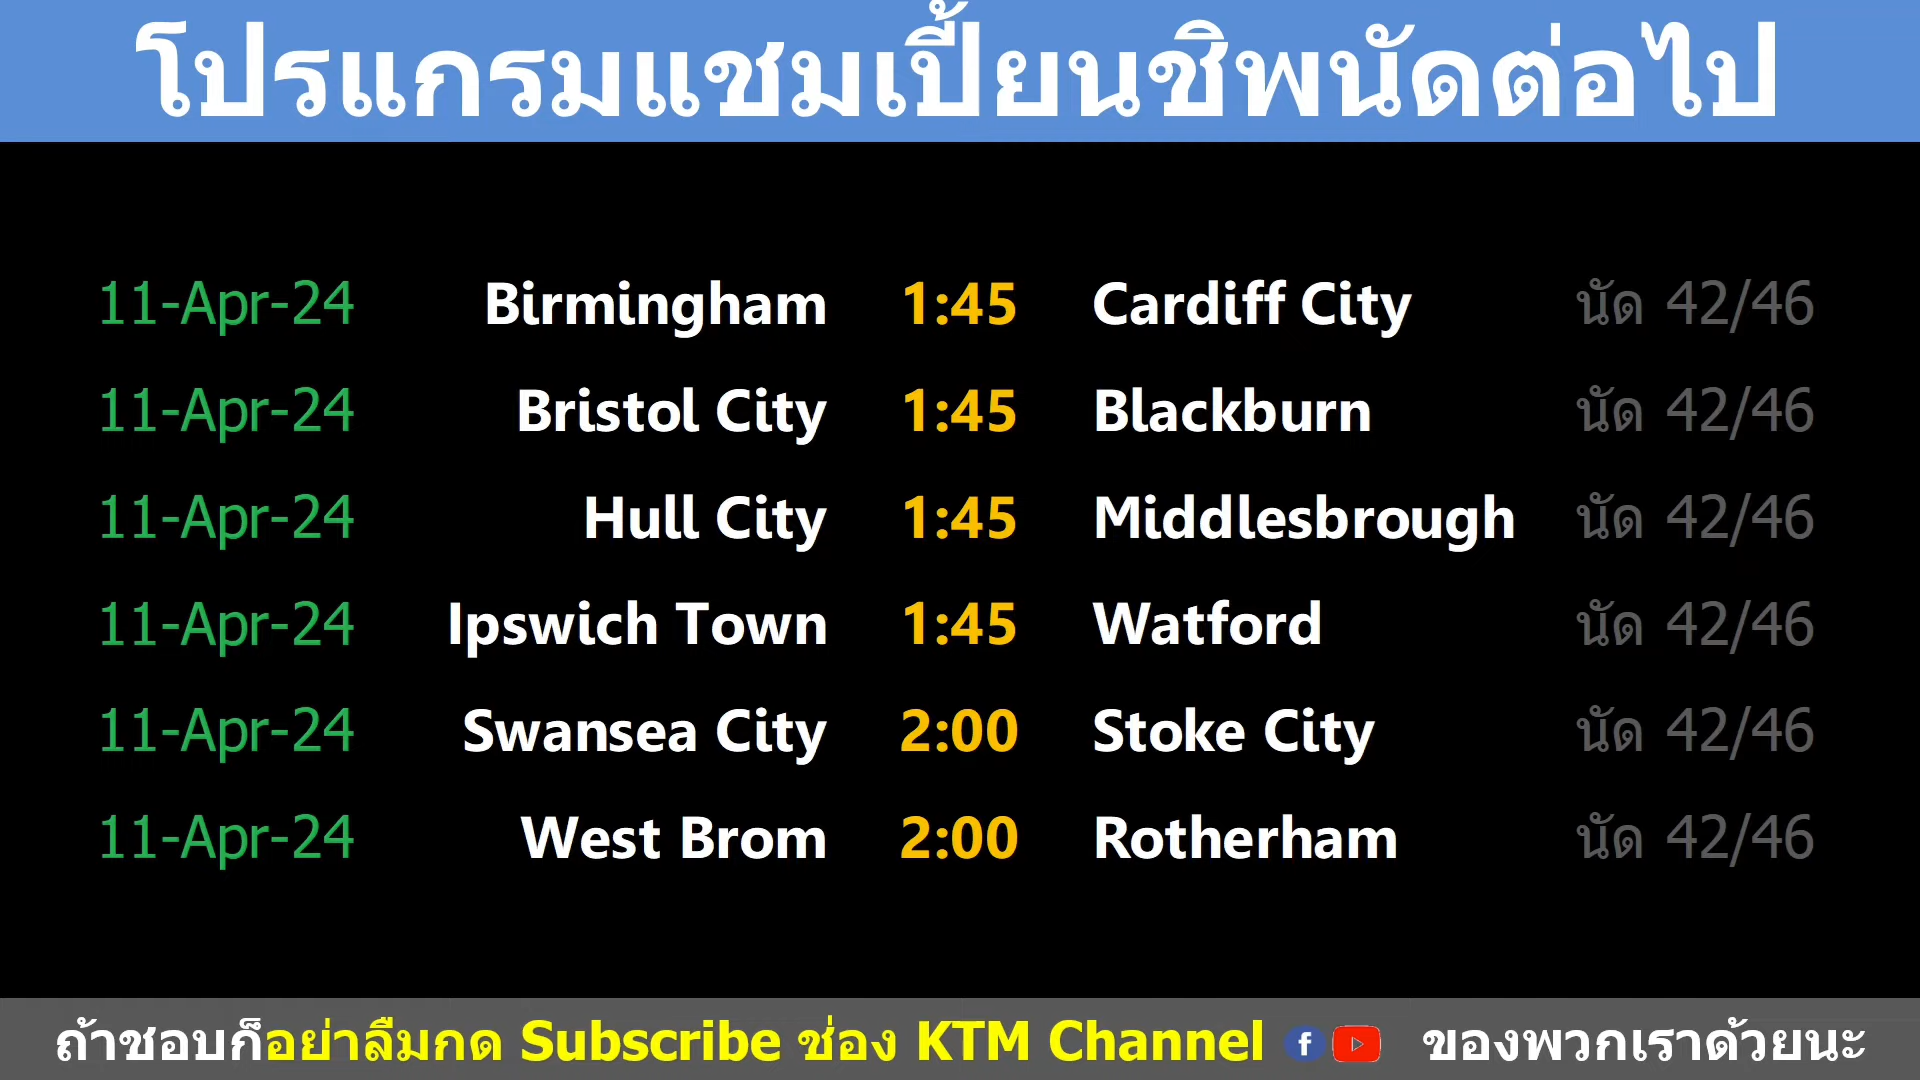 โปรแกรมแชมเปี้ยนชิพนัดต่อไป
11-Apr-24 Birmingham 1:45 Cardiff City นัด 42/46
11-Apr-24 Bristol City 1:45 Blackburn นัด 42/46
11-Apr-24 Hull City 1:45 Middlesbrough นัด 42/46
11-Apr-24 Ipswich Town 1:45 Watford นัด 42/46
11-Apr-24 Swansea City 2:00 Stoke City นัด 42/46
11-Apr-24 West Brom 2:00 Rotherham นัด 42/46
ถ้าชอบก็อย่าลืมกด Subscribe ช่อง KTM Channel f ของพวกเราด้วยนะ